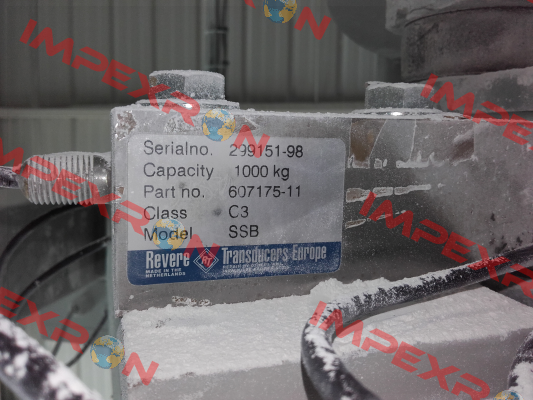 Serialno. 299151-98
Capacity 1000 kg
Part no. 607175-11
Class C3
Model SSB
Revere RT Transducers Europe
MADE IN THE
NETHERLANDS
IMPEXRON
IMPEXRON
IMPEXRON
IMPEXRON